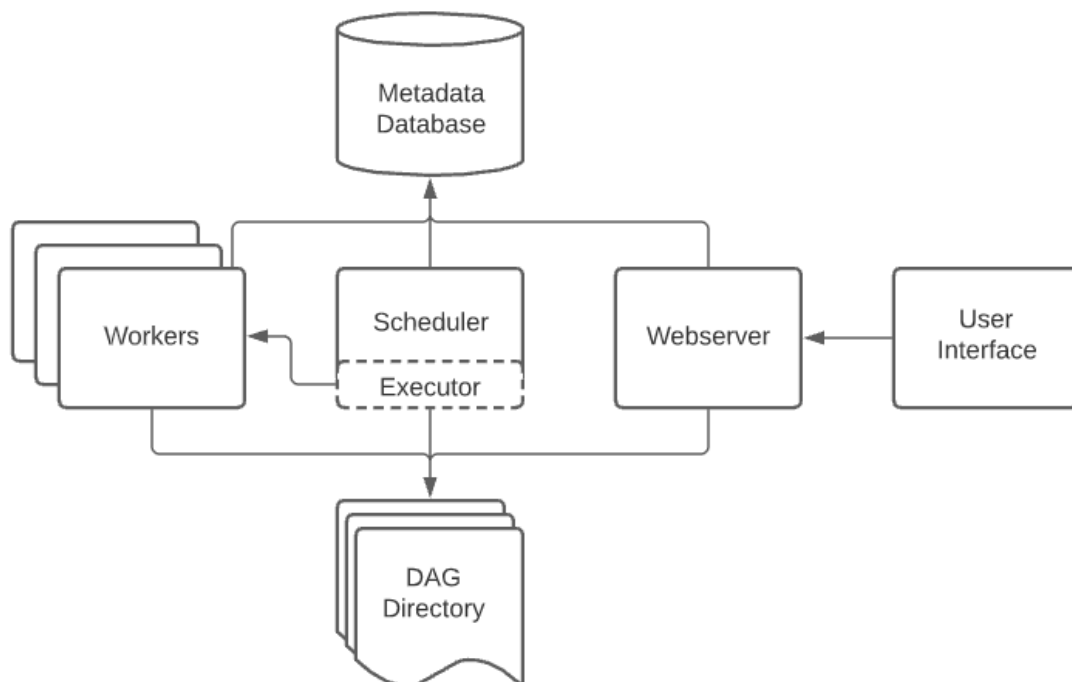 Metadata
Database
Workers
Scheduler
Executor
Webserver
User
Interface
DAG
Directory